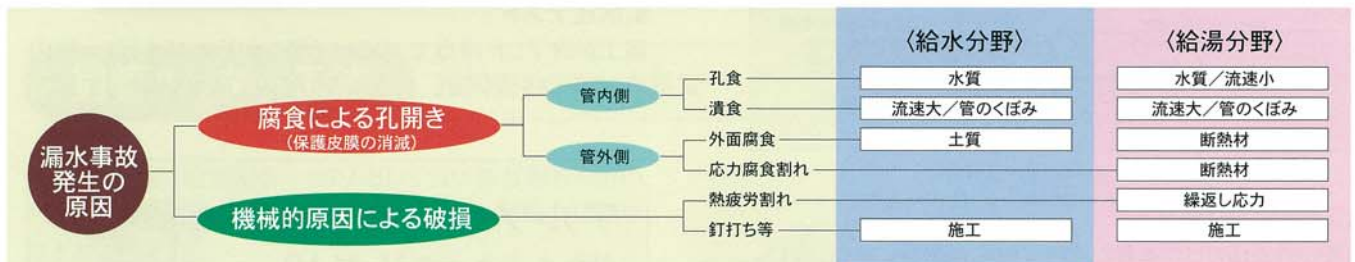 〈給水分野〉
〈給湯分野〉
漏水事故
発生の
原因
腐食による孔開き
(保護皮膜の消滅)
機械的原因による破損
管内側
管外側
孔食
水質
水質／流速小
潰食
流速大／管のくぼみ
流速大／管のくぼみ
外面腐食
土質
断熱材
応力腐食割れ
断熱材
熱疲労割れ
繰返し応力
釘打ち等
施工
施工